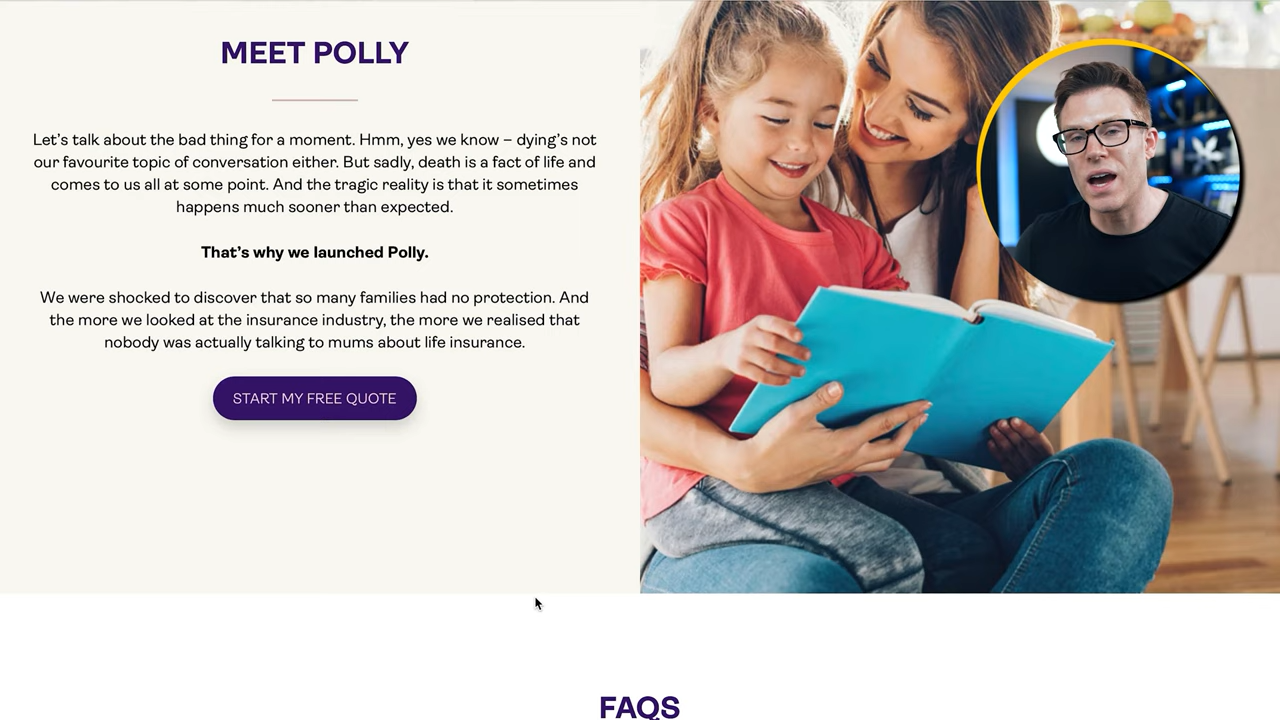 MEET POLLY
Let’s talk about the bad thing for a moment. Hmm, yes we know – dying’s not
our favourite topic of conversation either. But sadly, death is a fact of life and
comes to us all at some point. And the tragic reality is that it sometimes
happens much sooner than expected.
That’s why we launched Polly.
We were shocked to discover that so many families had no protection. And
the more we looked at the insurance industry, the more we realised that
nobody was actually talking to mums about life insurance.
START MY FREE QUOTE
FAQS